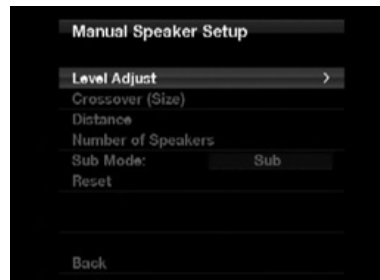 Manual Speaker Setup
Level Adjust >
Crossover (Size)
Distance
Number of Speakers
Sub Mode: Sub
Reset
Back